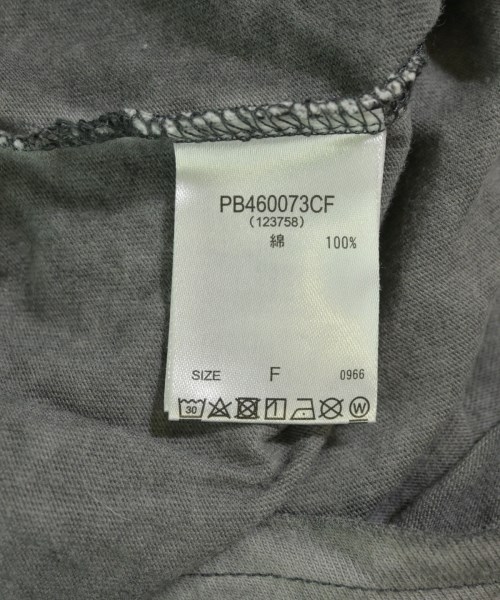 PB460073CF
(123758)
綿 100%
SIZE F 0966
30
W